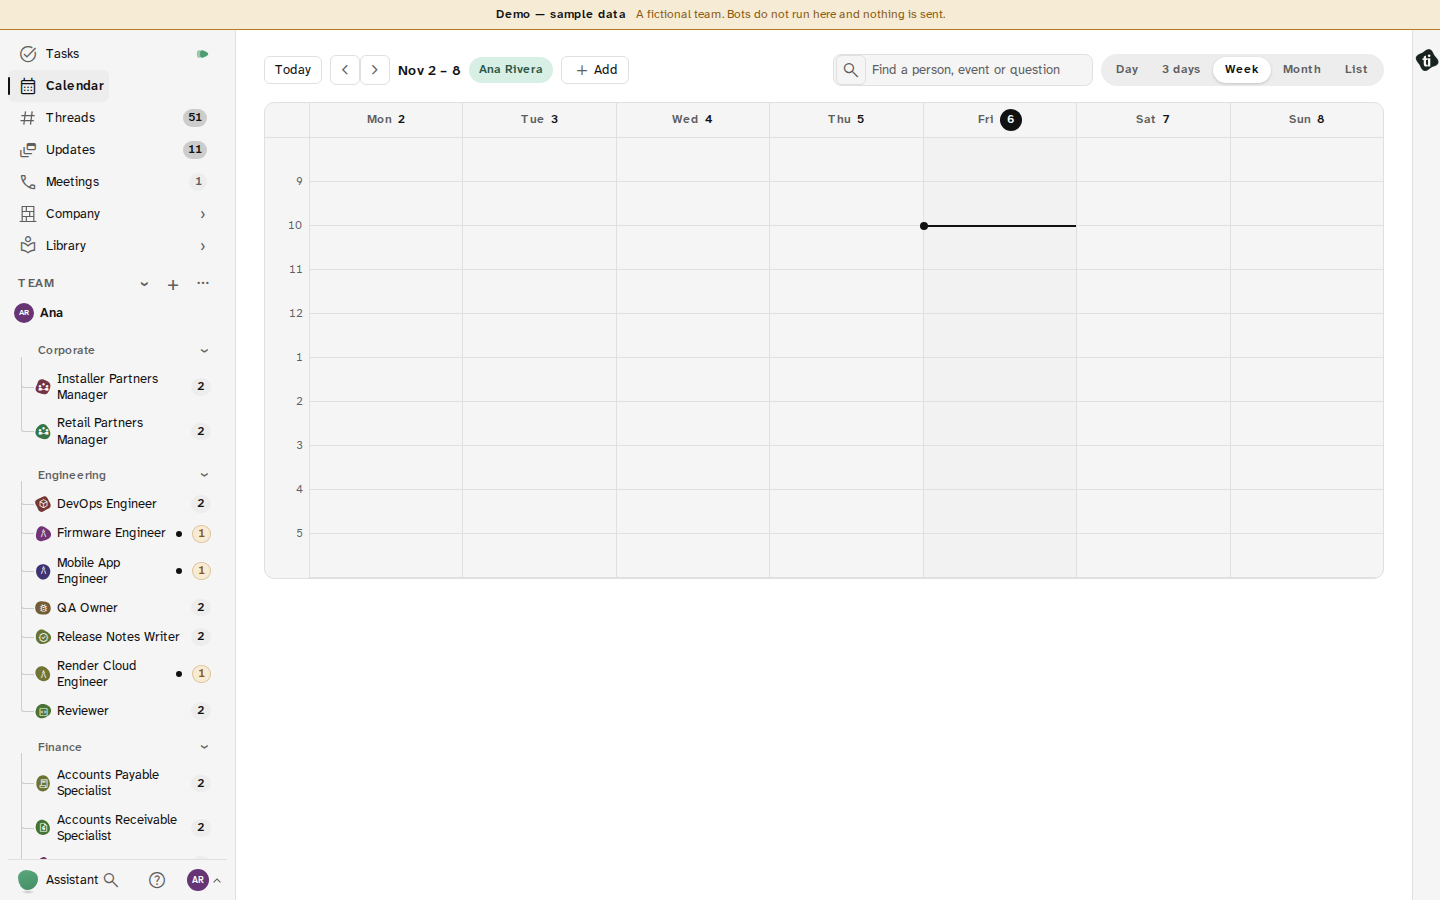 Demo — sample data A fictional team. Bots do not run here and nothing is sent.
Tasks
Calendar
Threads 51
Updates 11
Meetings 1
Company
Library
TEAM
AR Ana
Corporate
Installer Partners
Manager
2
Retail Partners
Manager
2
Engineering
DevOps Engineer 2
Firmware Engineer 1
Mobile App
Engineer
1
QA Owner 2
Release Notes Writer 2
Render Cloud
Engineer
1
Reviewer 2
Finance
Accounts Payable
Specialist
2
Accounts Receivable
Specialist
2
Assistant AR
Today Nov 2 – 8 Ana Rivera + Add Find a person, event or question Day 3 days Week Month List
Mon 2 Tue 3 Wed 4 Thu 5 Fri 6 Sat 7 Sun 8
9
10
11
12
1
2
3
4
5
ti